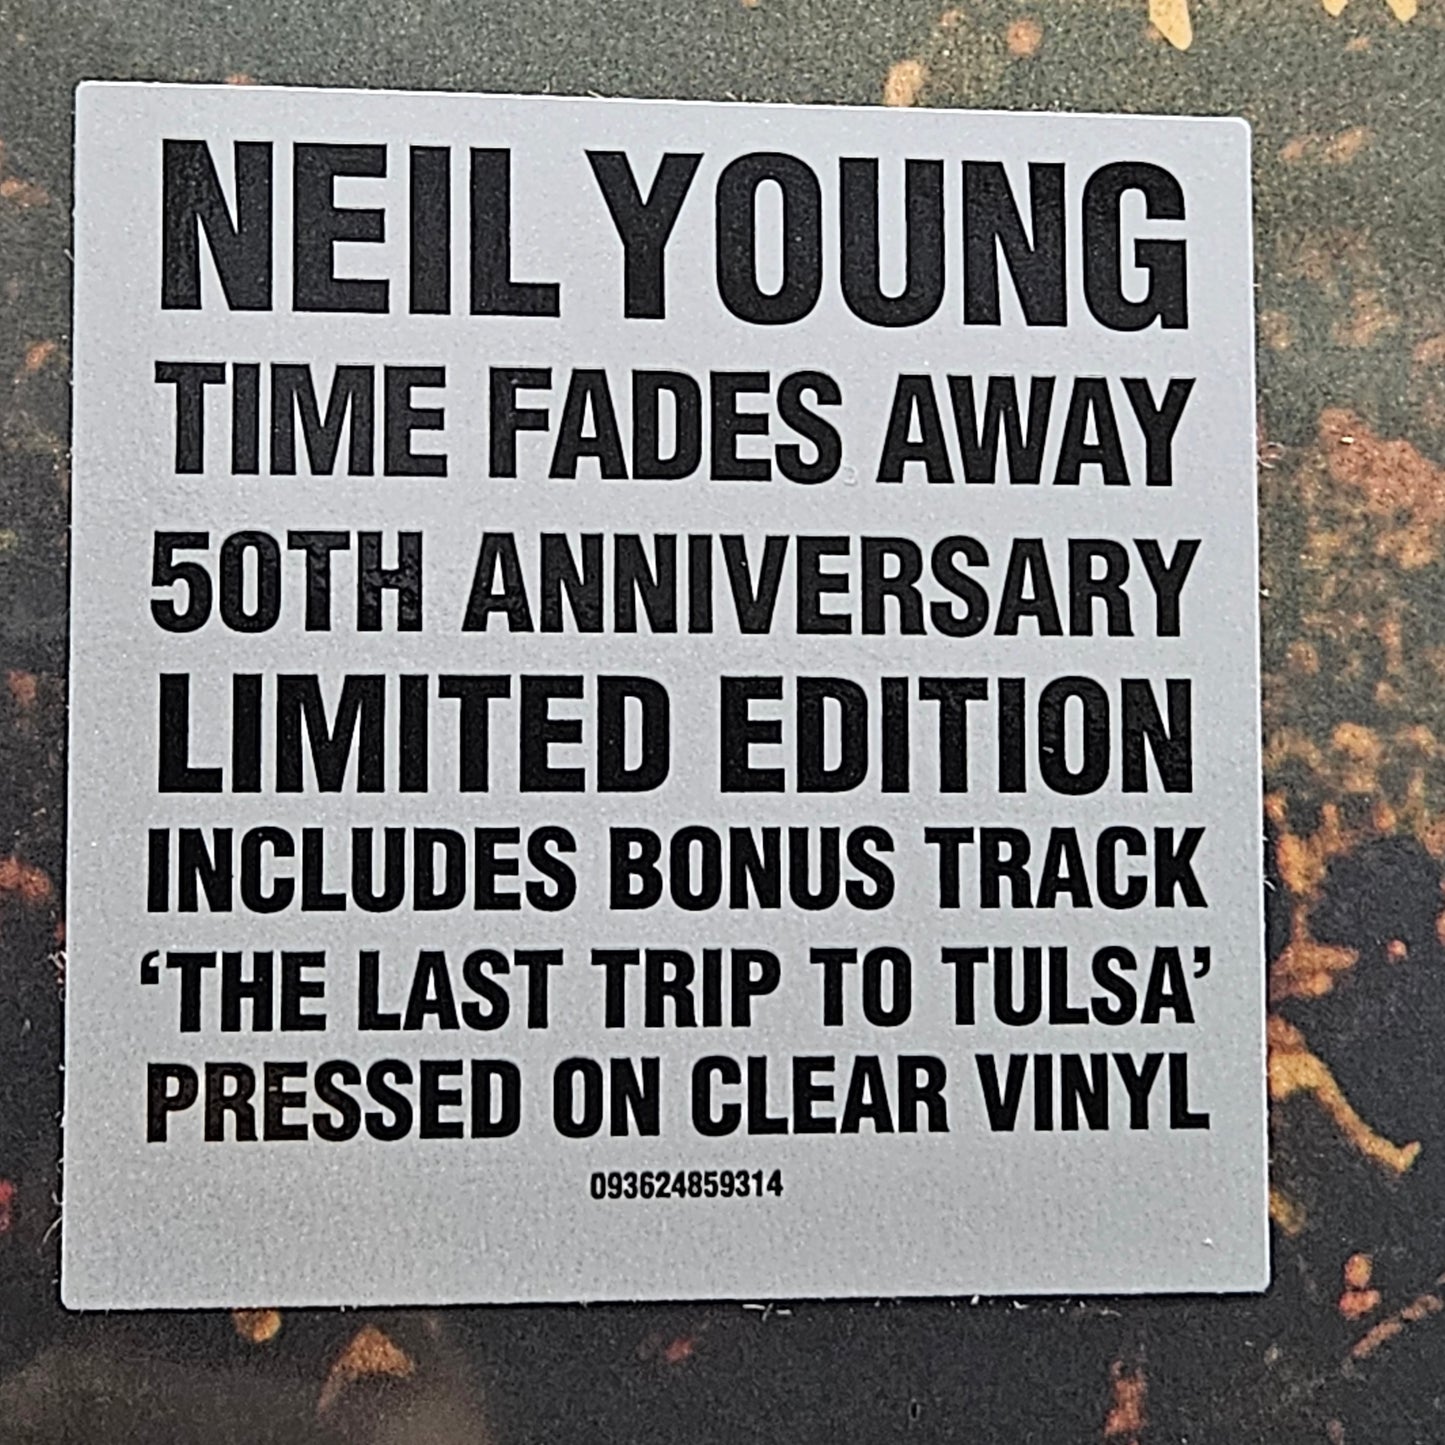 NEIL YOUNG
TIME FADES AWAY
50TH ANNIVERSARY
LIMITED EDITION
INCLUDES BONUS TRACK
‘THE LAST TRIP TO TULSA’
PRESSED ON CLEAR VINYL
093624859314